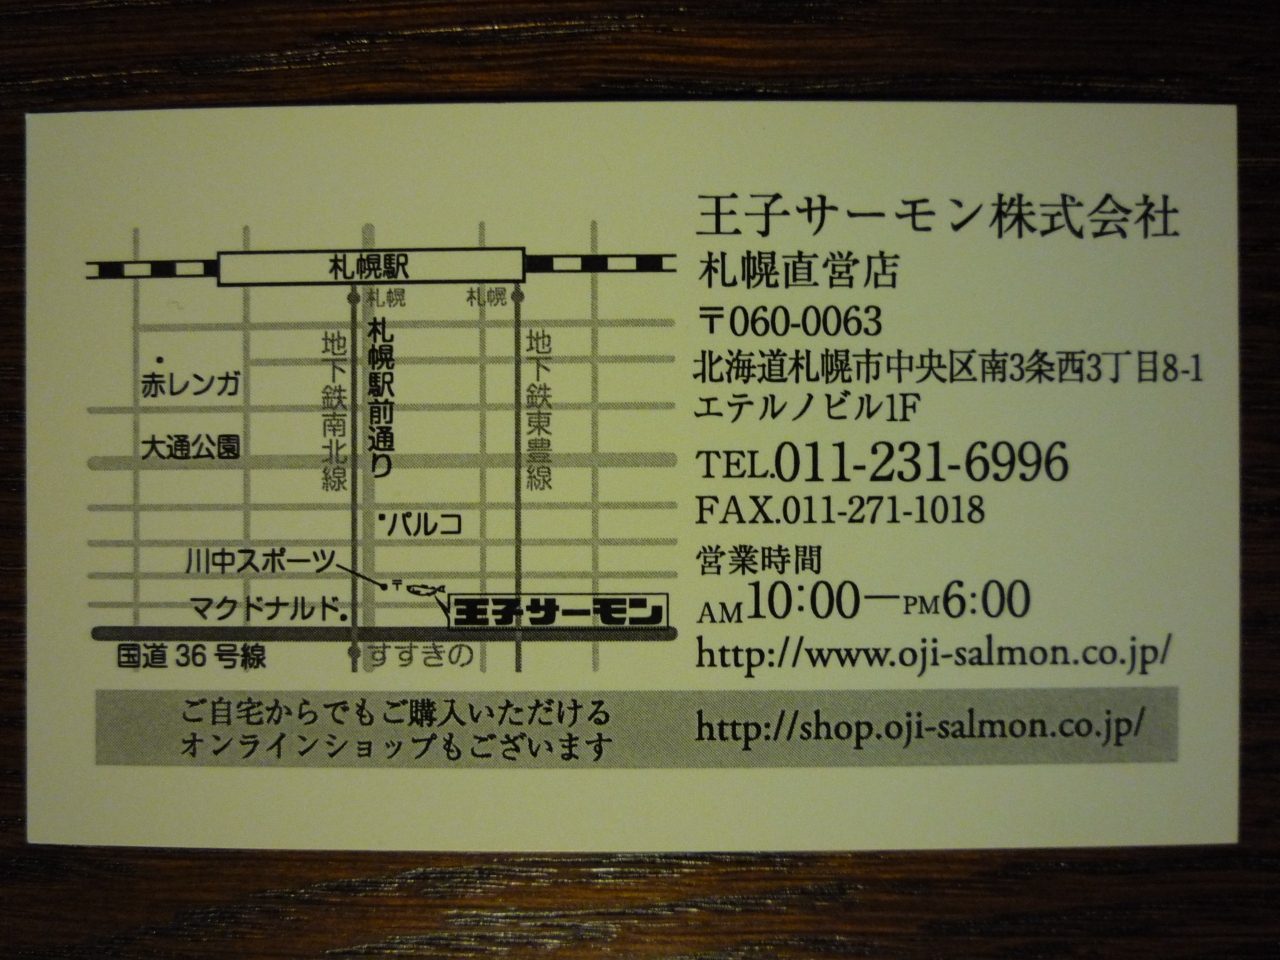 王子サーモン株式会社
札幌直営店
〒060-0063
北海道札幌市中央区南3条西3丁目8-1
エテルノビル1F
TEL.011-231-6996
FAX.011-271-1018
営業時間
AM10:00―PM6:00
http://www.oji-salmon.co.jp/
札幌駅
札幌
札幌
地下鉄南北線
札幌駅前通り
地下鉄東豊線
赤レンガ
大通公園
パルコ
川中スポーツ
〒
マクドナルド
王子サーモン
国道36号線
すすきの
ご自宅からでもご購入いただける
オンラインショップもございます
http://shop.oji-salmon.co.jp/